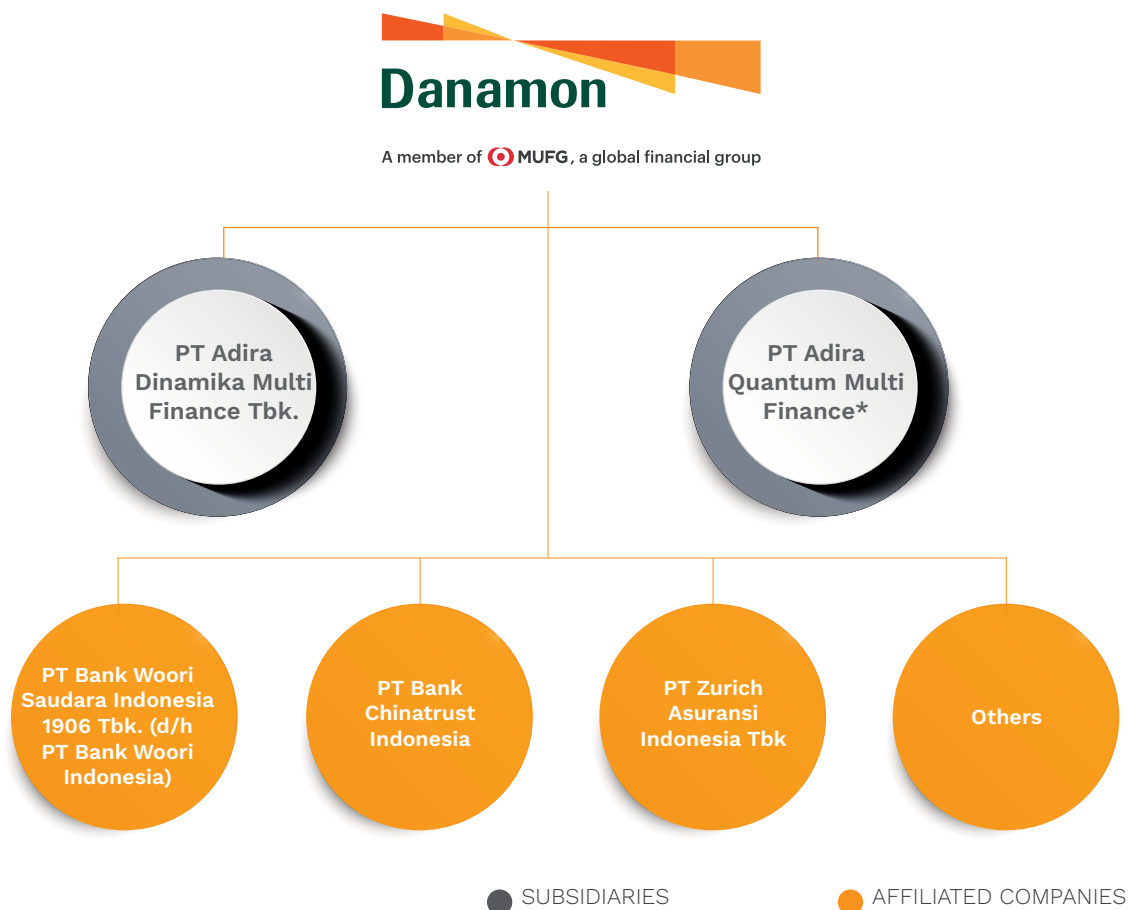 Danamon
A member of MUFG, a global financial group
PT Adira
Dinamika Multi
Finance Tbk.
PT Adira
Quantum Multi
Finance*
PT Bank Woori
Saudara Indonesia
1906 Tbk. (d/h
PT Bank Woori
Indonesia)
PT Bank
Chinatrust
Indonesia
PT Zurich
Asuransi
Indonesia Tbk
Others
SUBSIDIARIES
AFFILIATED COMPANIES